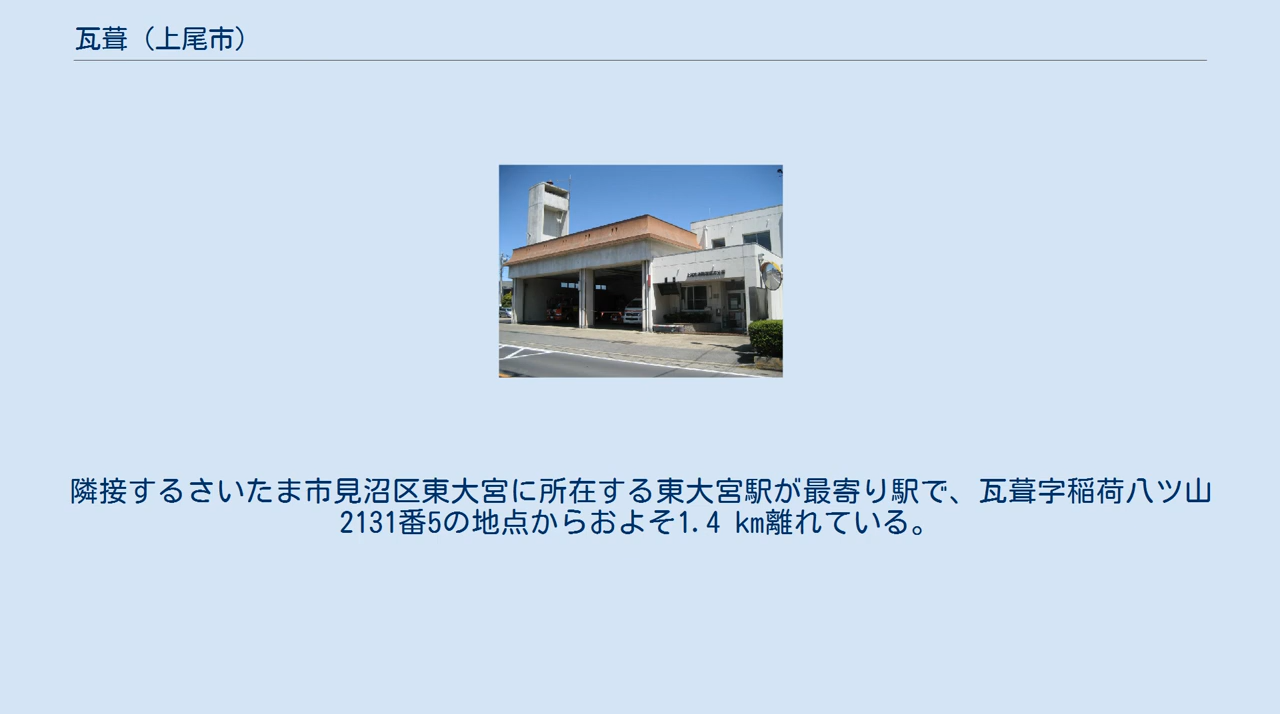 瓦葺（上尾市）
隣接するさいたま市見沼区東大宮に所在する東大宮駅が最寄り駅で、瓦葺字稲荷八ツ山
2131番5の地点からおよそ1.4 km離れている。